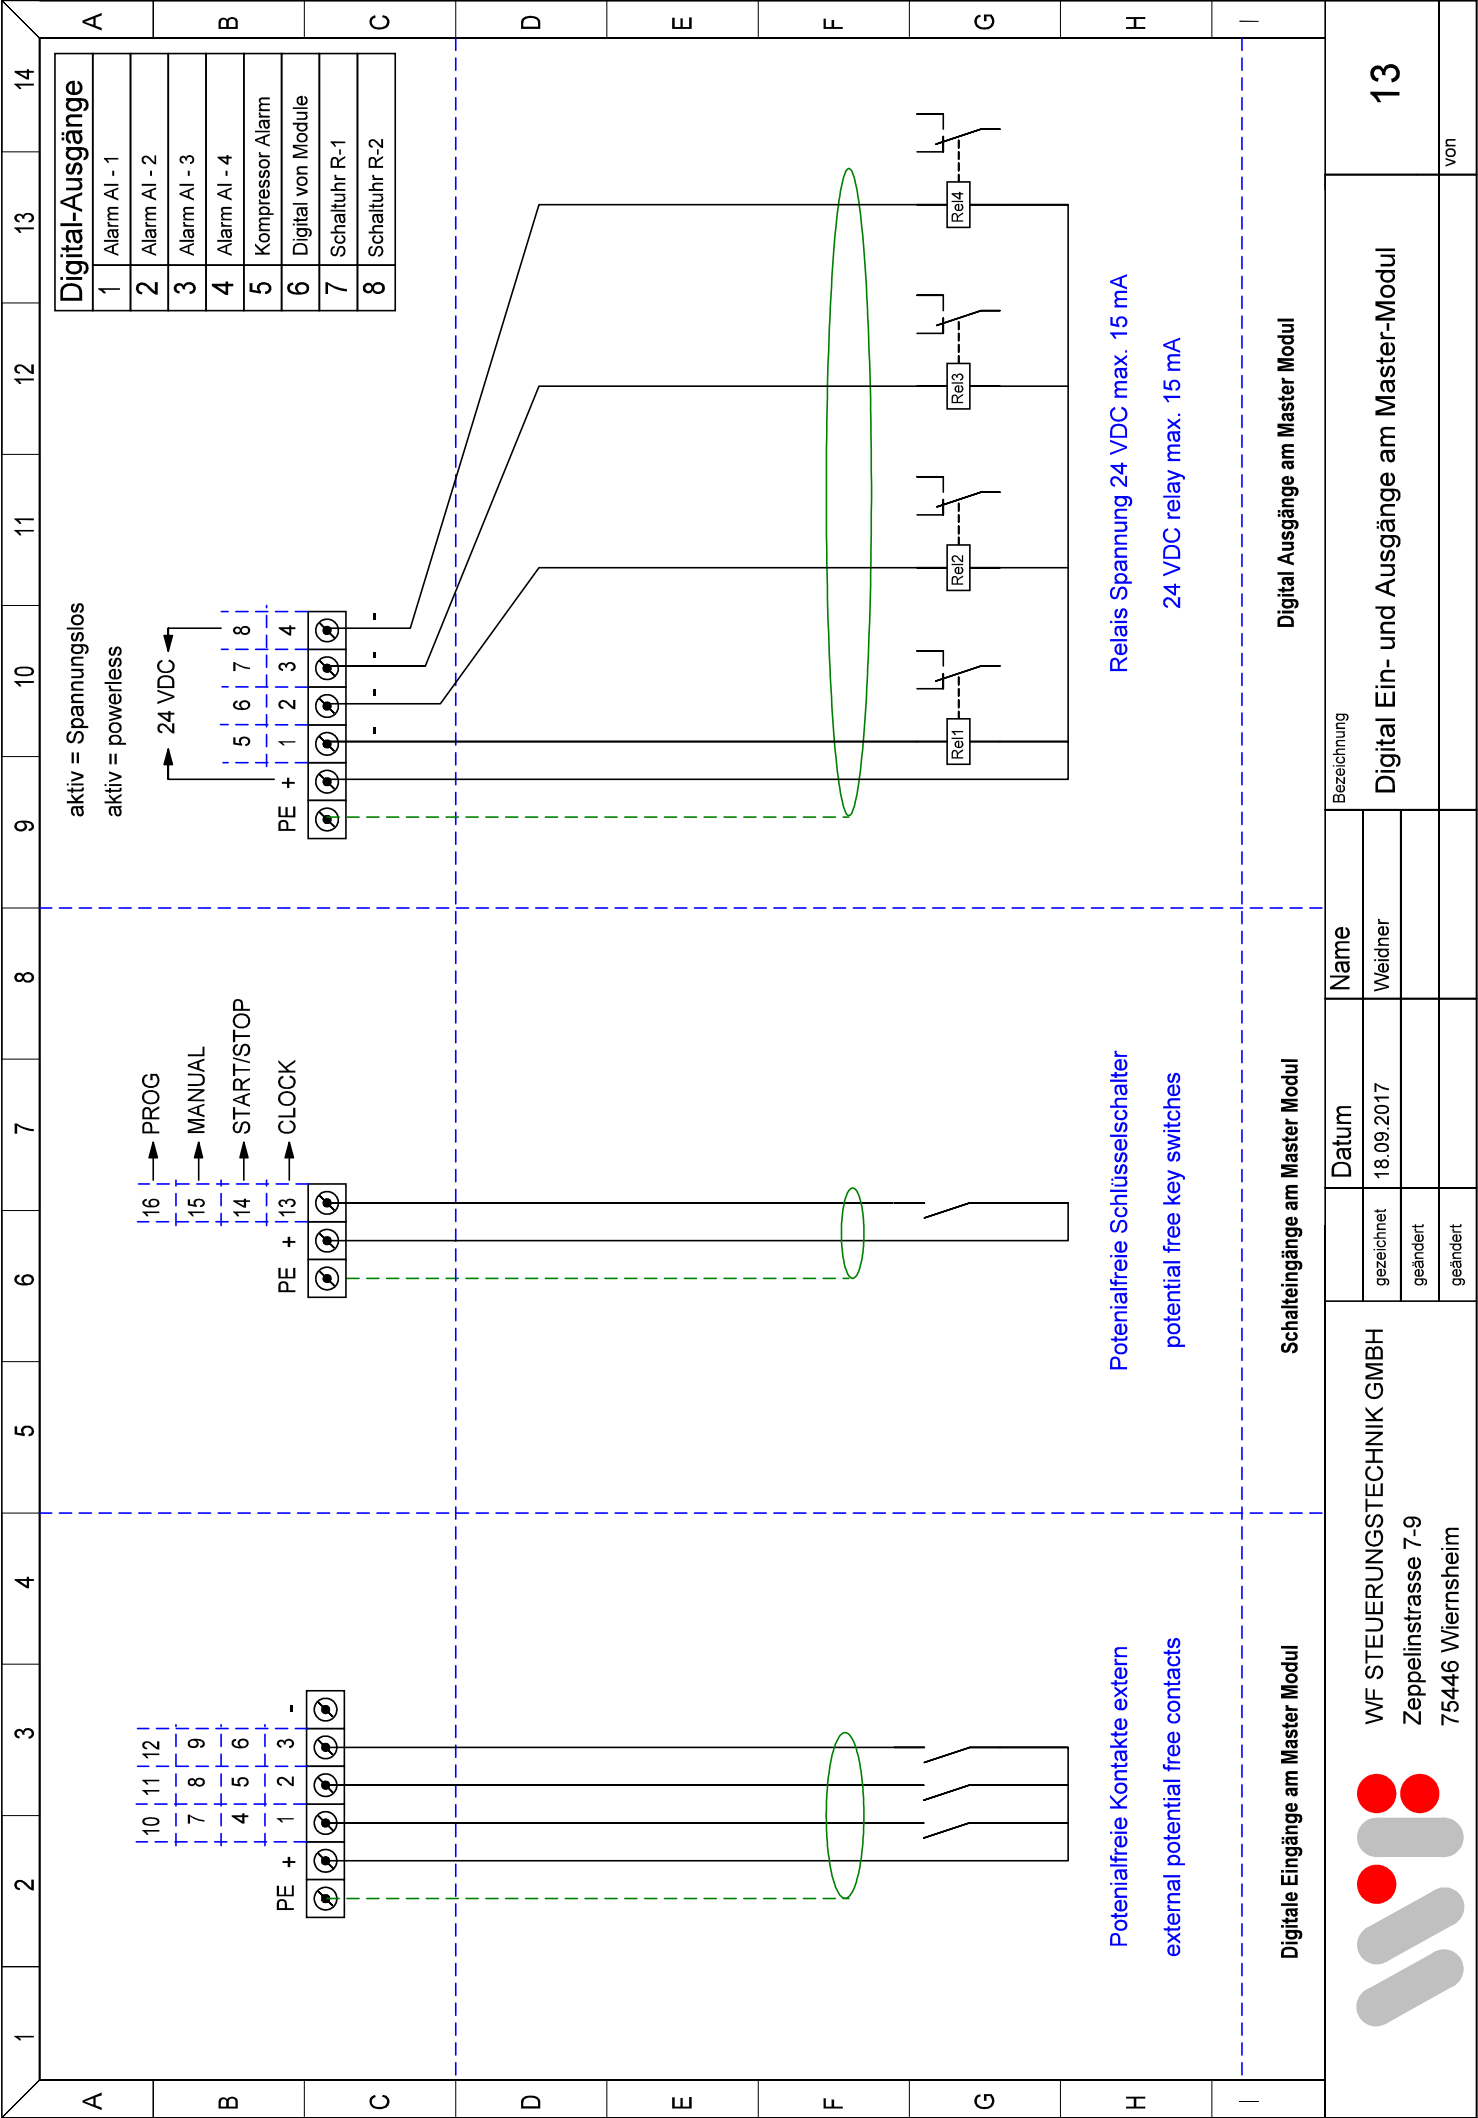 1 2 3 4 5 6 7 8 9 10 11 12 13 14
A
B
C
D
E
F
G
H
I
A
B
C
D
E
F
G
H
I
10 11 12
7 8 9
4 5 6
PE + 1 2 3 -
Potenialfreie Kontakte extern
external potential free contacts
Digitale Eingänge am Master Modul
16 PROG
15 MANUAL
14 START/STOP
PE + 13 CLOCK
Potenialfreie Schlüsselschalter
potential free key switches
Schalteingänge am Master Modul
aktiv = Spannungslos
aktiv = powerless
24 VDC
5 6 7 8
PE + 1 2 3 4
- - - -
Rel1 Rel2 Rel3 Rel4
Relais Spannung 24 VDC max. 15 mA
24 VDC relay max. 15 mA
Digital Ausgänge am Master Modul
Digital-Ausgänge
1 Alarm AI - 1
2 Alarm AI - 2
3 Alarm AI - 3
4 Alarm AI - 4
5 Kompressor Alarm
6 Digital von Module
7 Schaltuhr R-1
8 Schaltuhr R-2
WF STEUERUNGSTECHNIK GMBH
Zeppelinstrasse 7-9
75446 Wiernsheim
Datum Name
gezeichnet 18.09.2017 Weidner
geändert
geändert
Bezeichnung
Digital Ein- und Ausgänge am Master-Modul
13
von